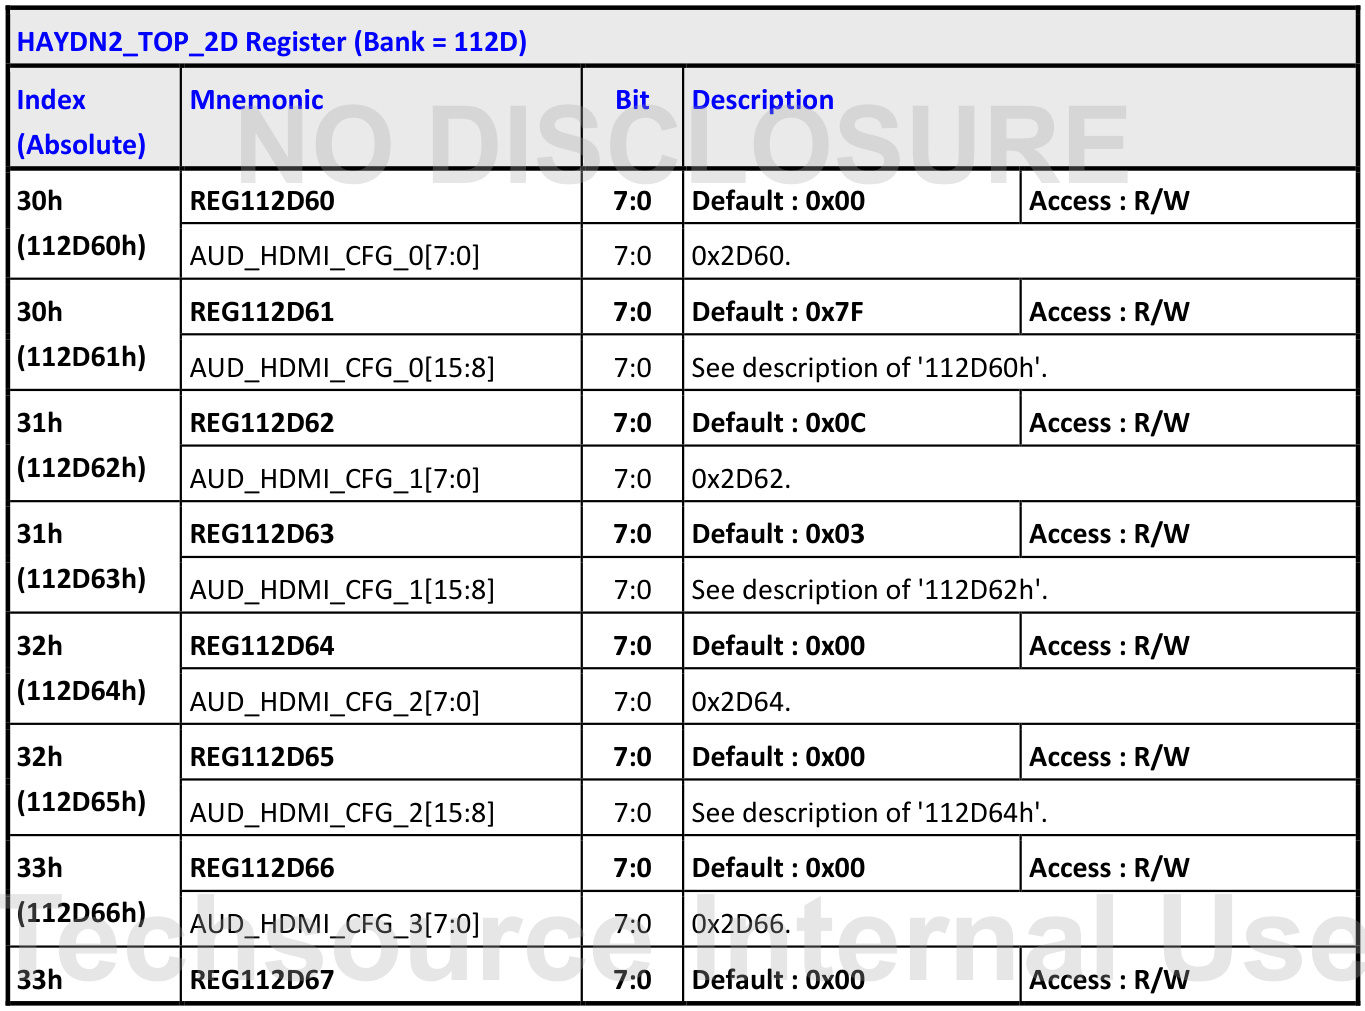 HAYDN2_TOP_2D Register (Bank = 112D)
Index (Absolute) Mnemonic Bit Description
30h (112D60h) REG112D60 7:0 Default : 0x00 Access : R/W
AUD_HDMI_CFG_0[7:0] 7:0 0x2D60.
30h (112D61h) REG112D61 7:0 Default : 0x7F Access : R/W
AUD_HDMI_CFG_0[15:8] 7:0 See description of '112D60h'.
31h (112D62h) REG112D62 7:0 Default : 0x0C Access : R/W
AUD_HDMI_CFG_1[7:0] 7:0 0x2D62.
31h (112D63h) REG112D63 7:0 Default : 0x03 Access : R/W
AUD_HDMI_CFG_1[15:8] 7:0 See description of '112D62h'.
32h (112D64h) REG112D64 7:0 Default : 0x00 Access : R/W
AUD_HDMI_CFG_2[7:0] 7:0 0x2D64.
32h (112D65h) REG112D65 7:0 Default : 0x00 Access : R/W
AUD_HDMI_CFG_2[15:8] 7:0 See description of '112D64h'.
33h (112D66h) REG112D66 7:0 Default : 0x00 Access : R/W
AUD_HDMI_CFG_3[7:0] 7:0 0x2D66.
33h REG112D67 7:0 Default : 0x00 Access : R/W
NO DISCLOSURE
Techsource Internal Use